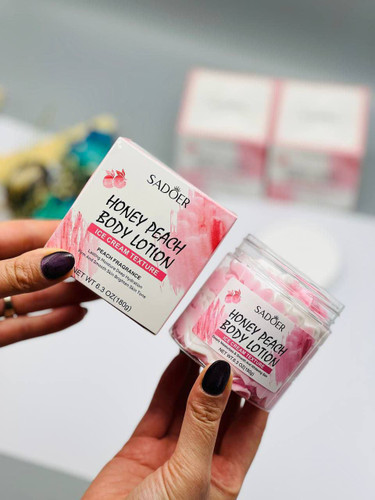 SADOER
HONEY PEACH
BODY LOTION
ICE CREAM TEXTURE
PEACH FRAGRANCE
NET WT 6.3 OZ(180g)
SADOER
HONEY PEACH
BODY LOTION
ICE CREAM TEXTURE
NET WT 6.3 OZ(180g)